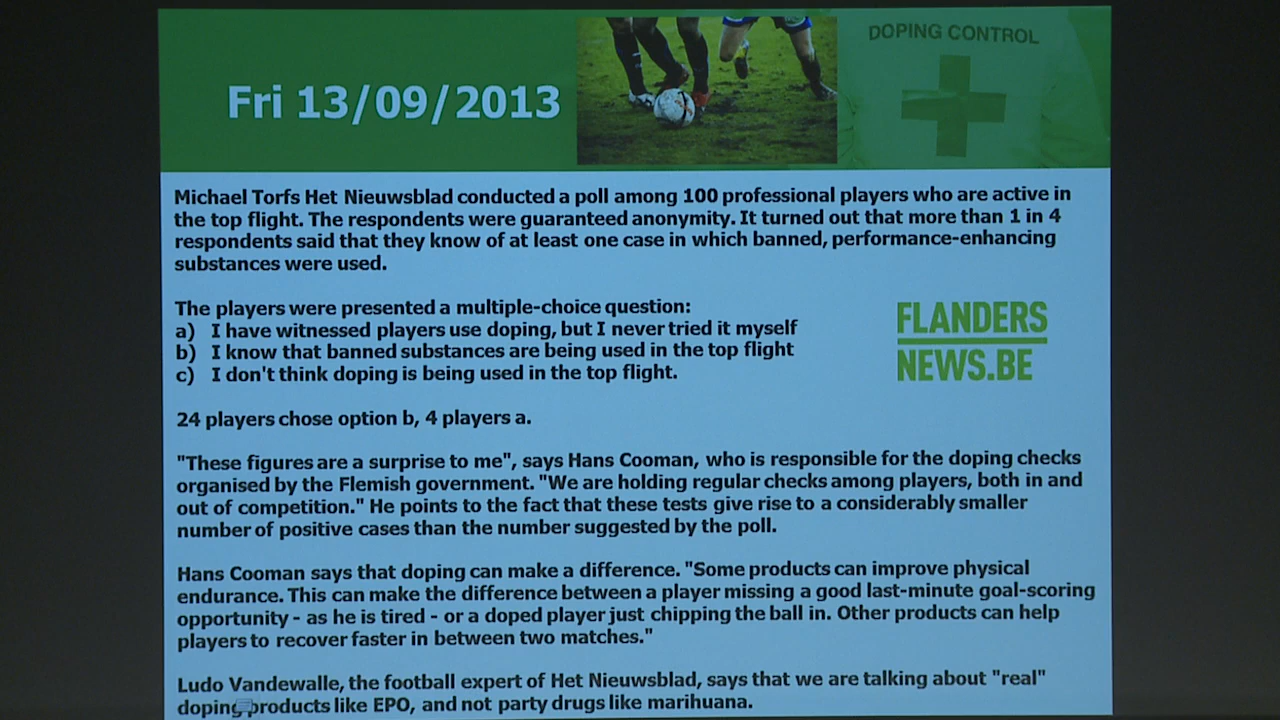 Fri 13/09/2013
DOPING CONTROL
Michael Torfs Het Nieuwsblad conducted a poll among 100 professional players who are active in
the top flight. The respondents were guaranteed anonymity. It turned out that more than 1 in 4
respondents said that they know of at least one case in which banned, performance-enhancing
substances were used.
The players were presented a multiple-choice question:
a) I have witnessed players use doping, but I never tried it myself
b) I know that banned substances are being used in the top flight
c) I don't think doping is being used in the top flight.
FLANDERS
NEWS.BE
24 players chose option b, 4 players a.
"These figures are a surprise to me", says Hans Cooman, who is responsible for the doping checks
organised by the Flemish government. "We are holding regular checks among players, both in and
out of competition." He points to the fact that these tests give rise to a considerably smaller
number of positive cases than the number suggested by the poll.
Hans Cooman says that doping can make a difference. "Some products can improve physical
endurance. This can make the difference between a player missing a good last-minute goal-scoring
opportunity - as he is tired - or a doped player just chipping the ball in. Other products can help
players to recover faster in between two matches."
Ludo Vandewalle, the football expert of Het Nieuwsblad, says that we are talking about "real"
doping products like EPO, and not party drugs like marihuana.